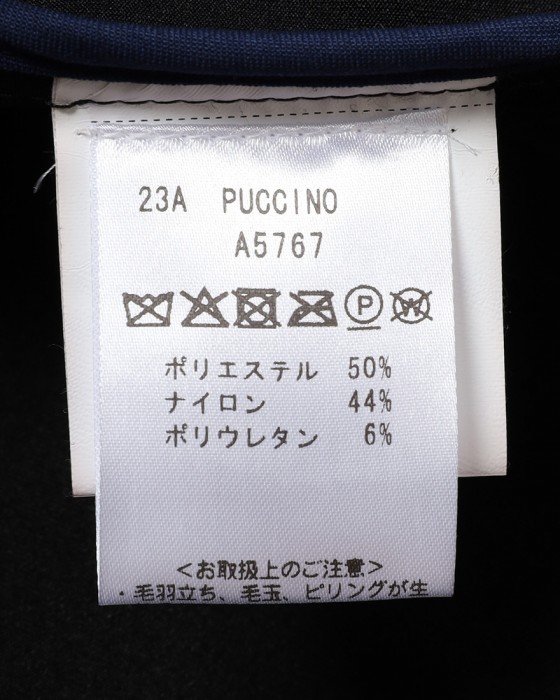 23A PUCCINO
A5767
P W
ポリエステル 50%
ナイロン 44%
ポリウレタン 6%
<お取扱上のご注意>
・毛羽立ち、毛玉、ピリングが生